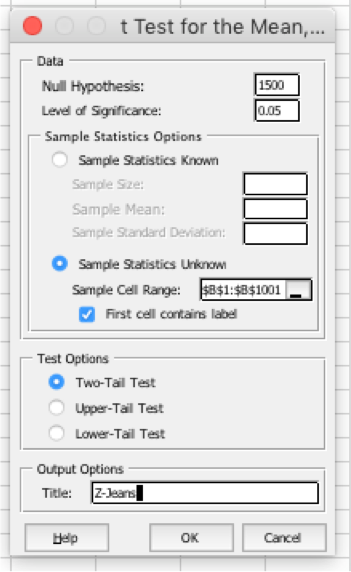 t Test for the Mean,...
Data
Null Hypothesis: 1500
Level of Significance: 0.05
Sample Statistics Options
Sample Statistics Known
Sample Size:
Sample Mean:
Sample Standard Deviation:
Sample Statistics Unknow
Sample Cell Range: $B$1:$B$1001
First cell contains label
Test Options
Two-Tail Test
Upper-Tail Test
Lower-Tail Test
Output Options
Title: Z-Jeans
Help OK Cancel